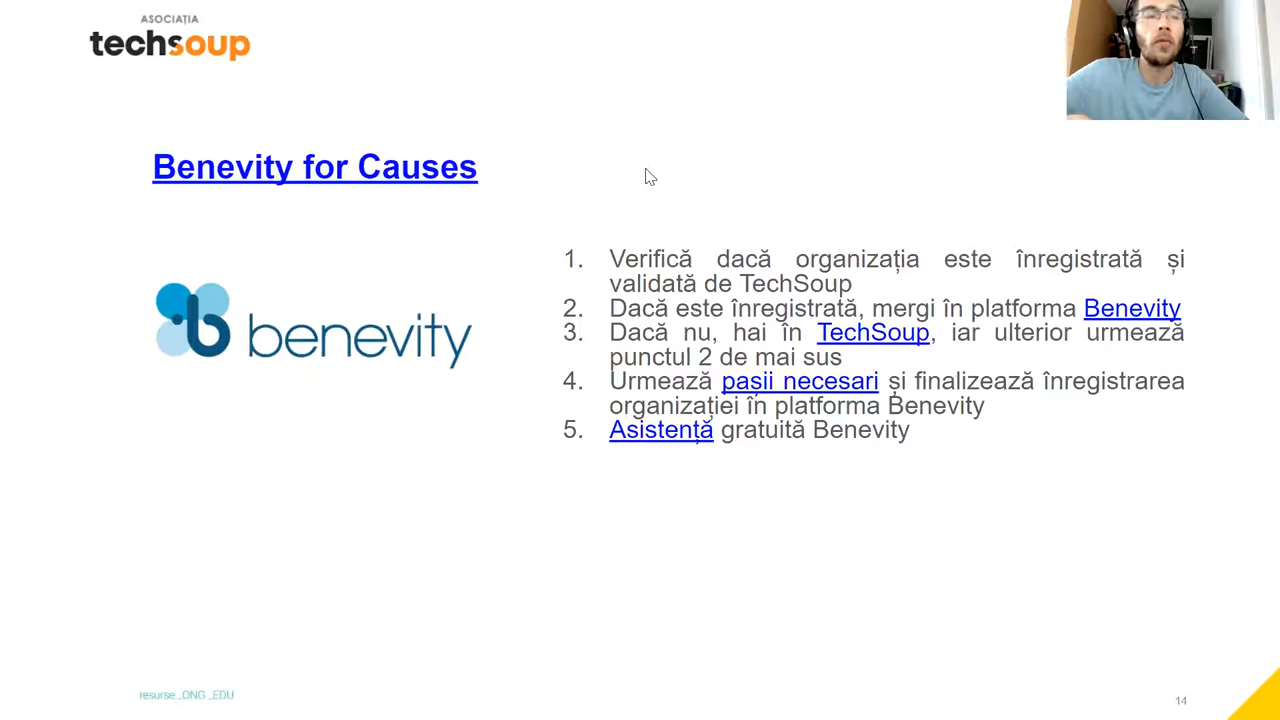 ASOCIAȚIA
techsoup
Benevity for Causes
benevity
1. Verifică dacă organizația este înregistrată și
validată de TechSoup
2. Dacă este înregistrată, mergi în platforma Benevity
3. Dacă nu, hai în TechSoup, iar ulterior urmează
punctul 2 de mai sus
4. Urmează pașii necesari și finalizează înregistrarea
organizației în platforma Benevity
5. Asistență gratuită Benevity
resurse_ONG_EDU
14